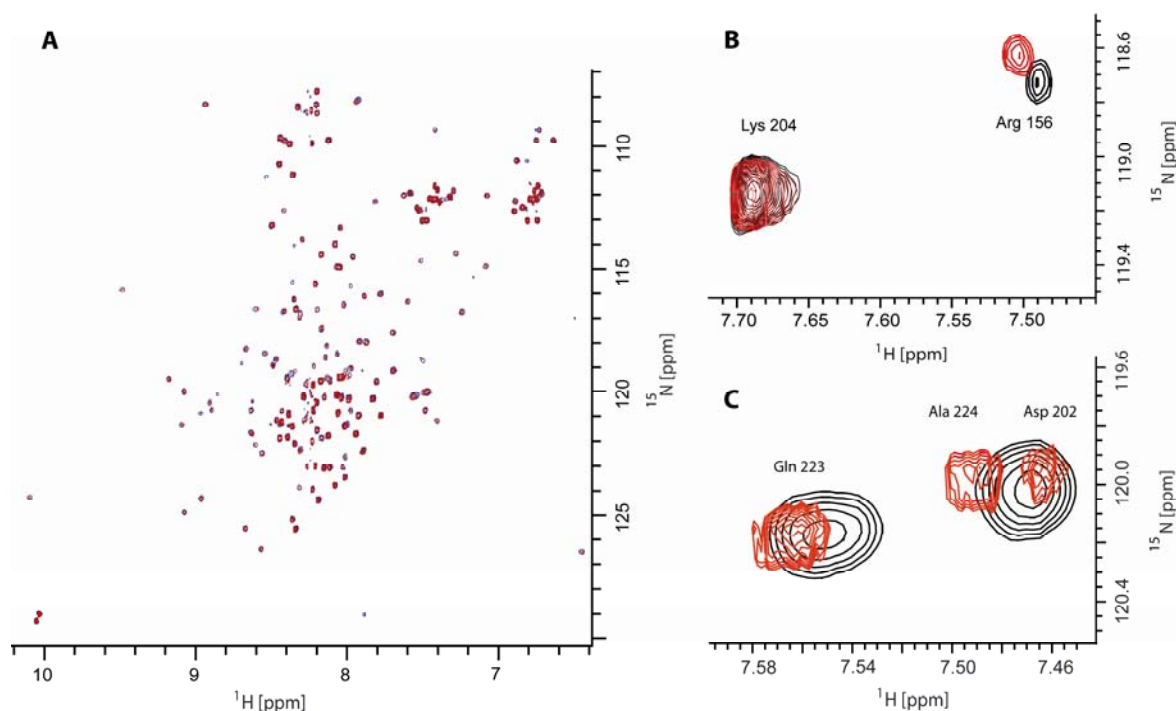 A
110
115
120
125
¹⁵N [ppm]
10 9 8 7
¹H [ppm]
B
Lys 204
Arg 156
118.6
119.0
119.4
¹⁵N [ppm]
7.70 7.65 7.60 7.55 7.50
¹H [ppm]
C
Gln 223
Ala 224
Asp 202
119.6
120.0
120.4
¹⁵N [ppm]
7.58 7.54 7.50 7.46
¹H [ppm]